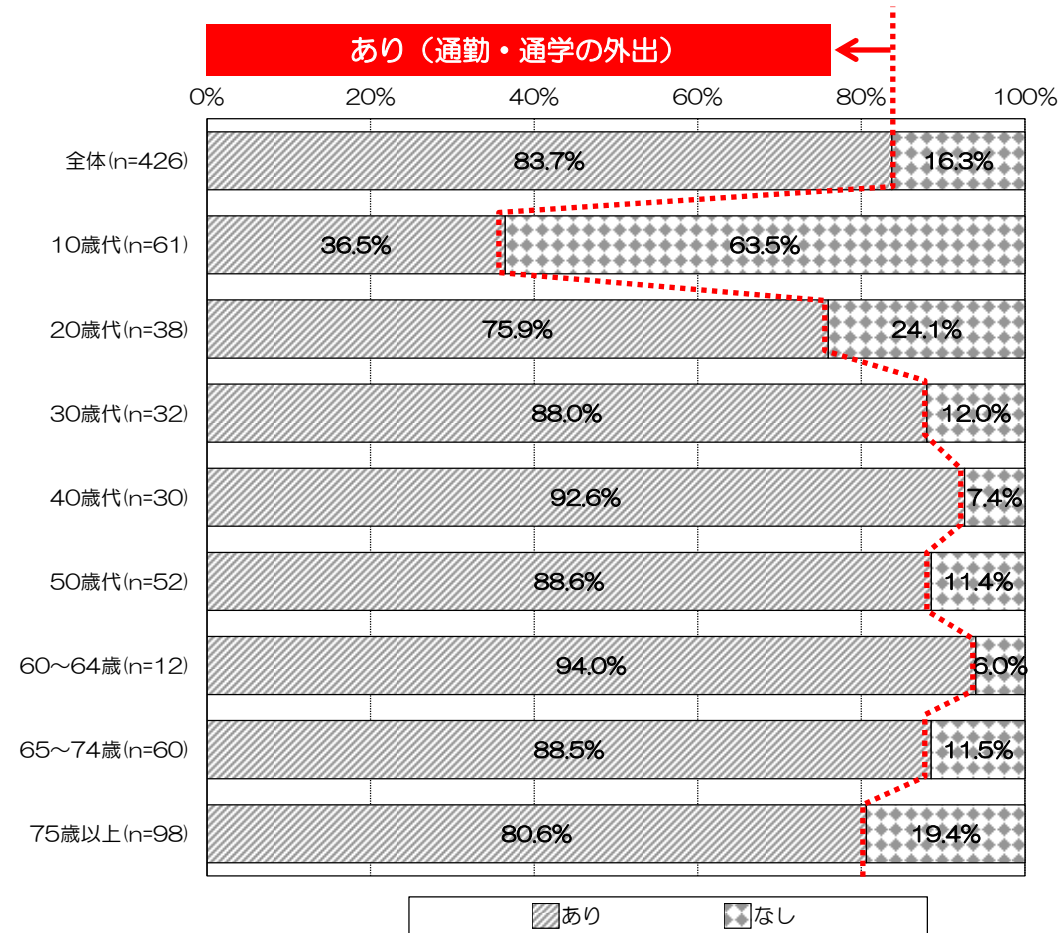 あり（通勤・通学の外出）
0% 20% 40% 60% 80% 100%
全体(n=426) 83.7% 16.3%
10歳代(n=61) 36.5% 63.5%
20歳代(n=38) 75.9% 24.1%
30歳代(n=32) 88.0% 12.0%
40歳代(n=30) 92.6% 7.4%
50歳代(n=52) 88.6% 11.4%
60～64歳(n=12) 94.0% 6.0%
65～74歳(n=60) 88.5% 11.5%
75歳以上(n=98) 80.6% 19.4%
あり なし